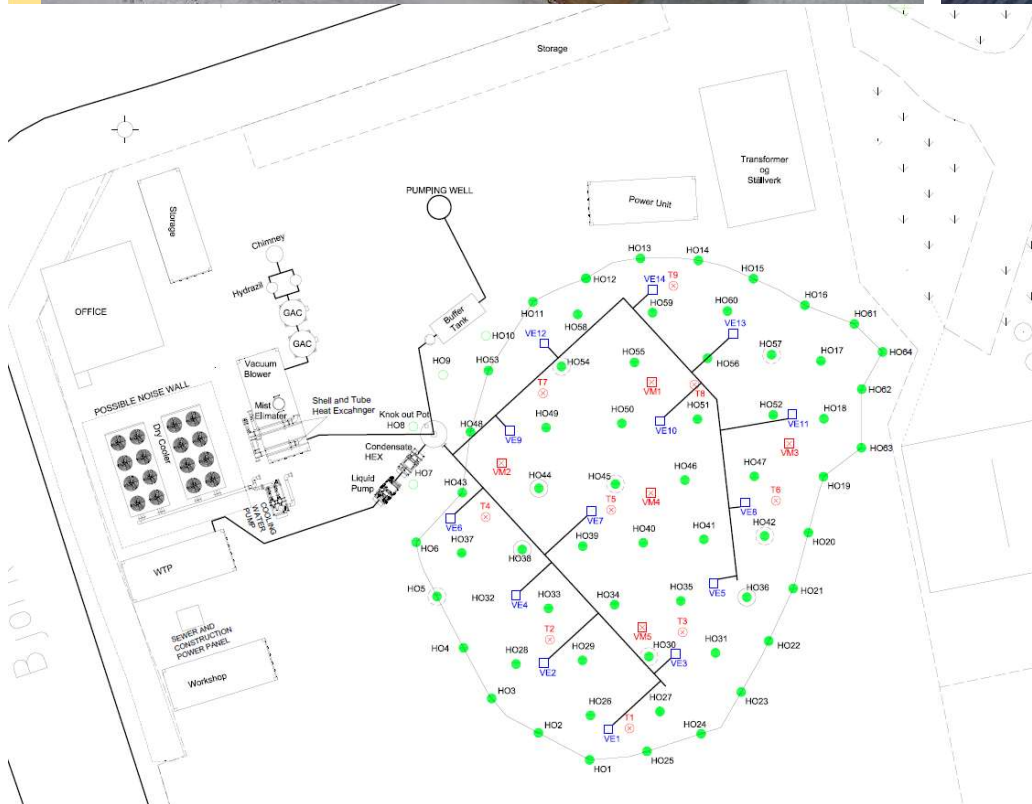 Storage
Transformer
og
Ställverk
Power Unit
PUMPING WELL
Storage
Chimney
Hydrazil
GAC
GAC
OFFICE
Buffer
Tank
Vacuum
Blower
Mist
Elimater
Shell and Tube
Heat Excahnger
POSSIBLE NOISE WALL
Dry Cooler
Knok out Pot
Condensate
HEX
Liquid
Pump
COOLING
WATER
PUMP
WTP
SEWER AND
CONSTRUCTION
POWER PANEL
Workshop
HO13
HO14
HO12
VE14
T9
HO15
HO11
HO58
HO59
HO60
HO16
HO61
HO10
VE12
VE13
HO9
HO53
HO54
HO55
HO56
HO57
HO17
HO64
T7
VM1
T8
HO62
HO8
HO48
VE9
HO49
HO50
VE10
HO51
HO52
VE11
HO18
VM2
VM3
HO63
HO7
HO43
HO44
HO45
VM4
HO46
HO47
HO19
VE6
T4
VE7
T5
VE8
T6
HO6
HO37
HO38
HO39
HO40
HO41
HO42
HO20
HO5
HO32
VE4
HO33
HO34
HO35
VE5
HO36
HO21
HO4
T2
VM5
T3
HO28
VE2
HO29
HO30
VE3
HO31
HO22
HO3
HO26
HO27
HO23
HO2
VE1
T1
HO24
HO1
HO25